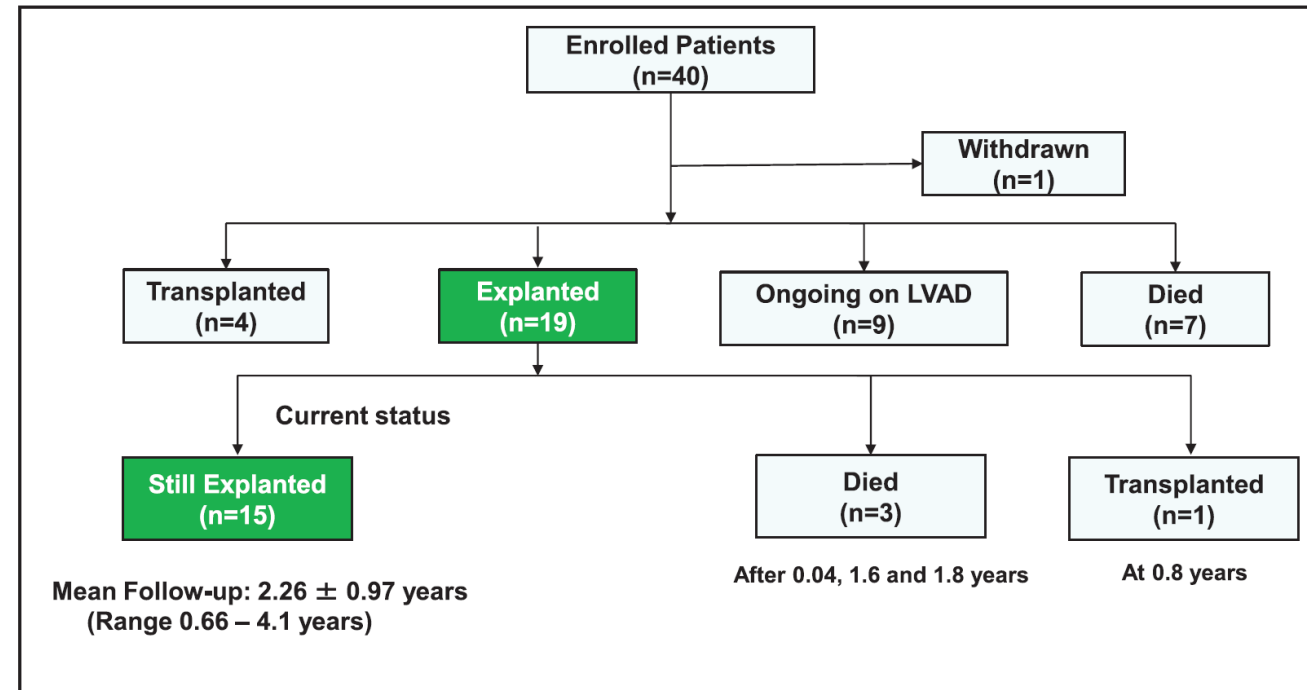 Enrolled Patients
(n=40)
Withdrawn
(n=1)
Transplanted
(n=4)
Explanted
(n=19)
Ongoing on LVAD
(n=9)
Died
(n=7)
Current status
Still Explanted
(n=15)
Died
(n=3)
Transplanted
(n=1)
Mean Follow-up: 2.26 ± 0.97 years
(Range 0.66 – 4.1 years)
After 0.04, 1.6 and 1.8 years
At 0.8 years